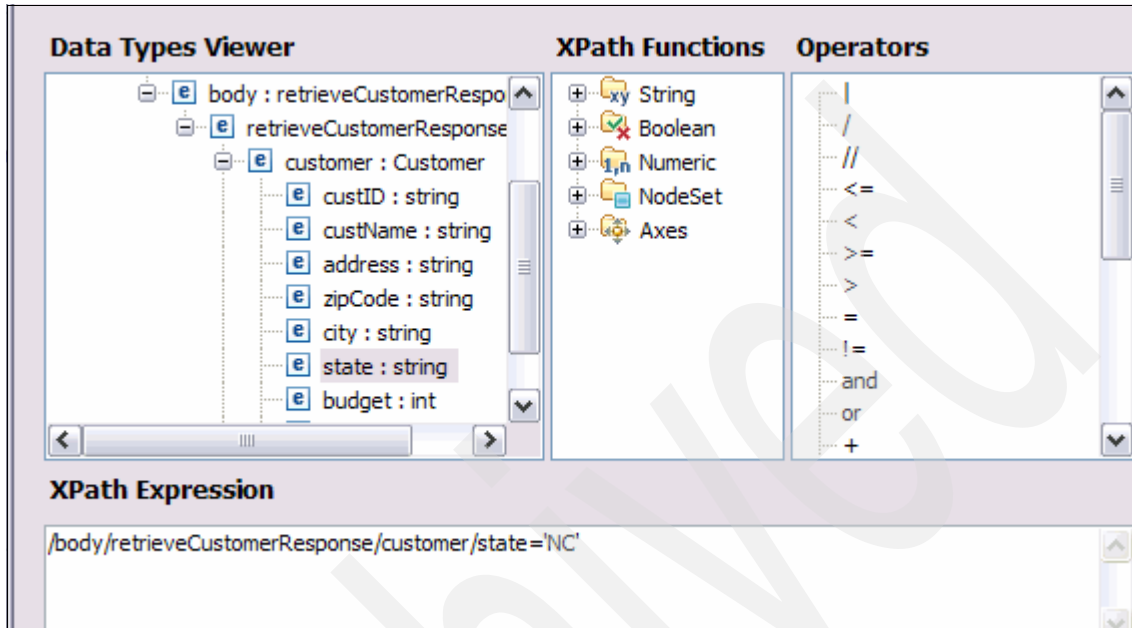 Data Types Viewer
body : retrieveCustomerRespo
retrieveCustomerResponse
customer : Customer
custID : string
custName : string
address : string
zipCode : string
city : string
state : string
budget : int
XPath Functions
String
Boolean
Numeric
NodeSet
Axes
Operators
|
/
//
<=
<
>=
>
=
!=
and
or
+
XPath Expression
/body/retrieveCustomerResponse/customer/state='NC'